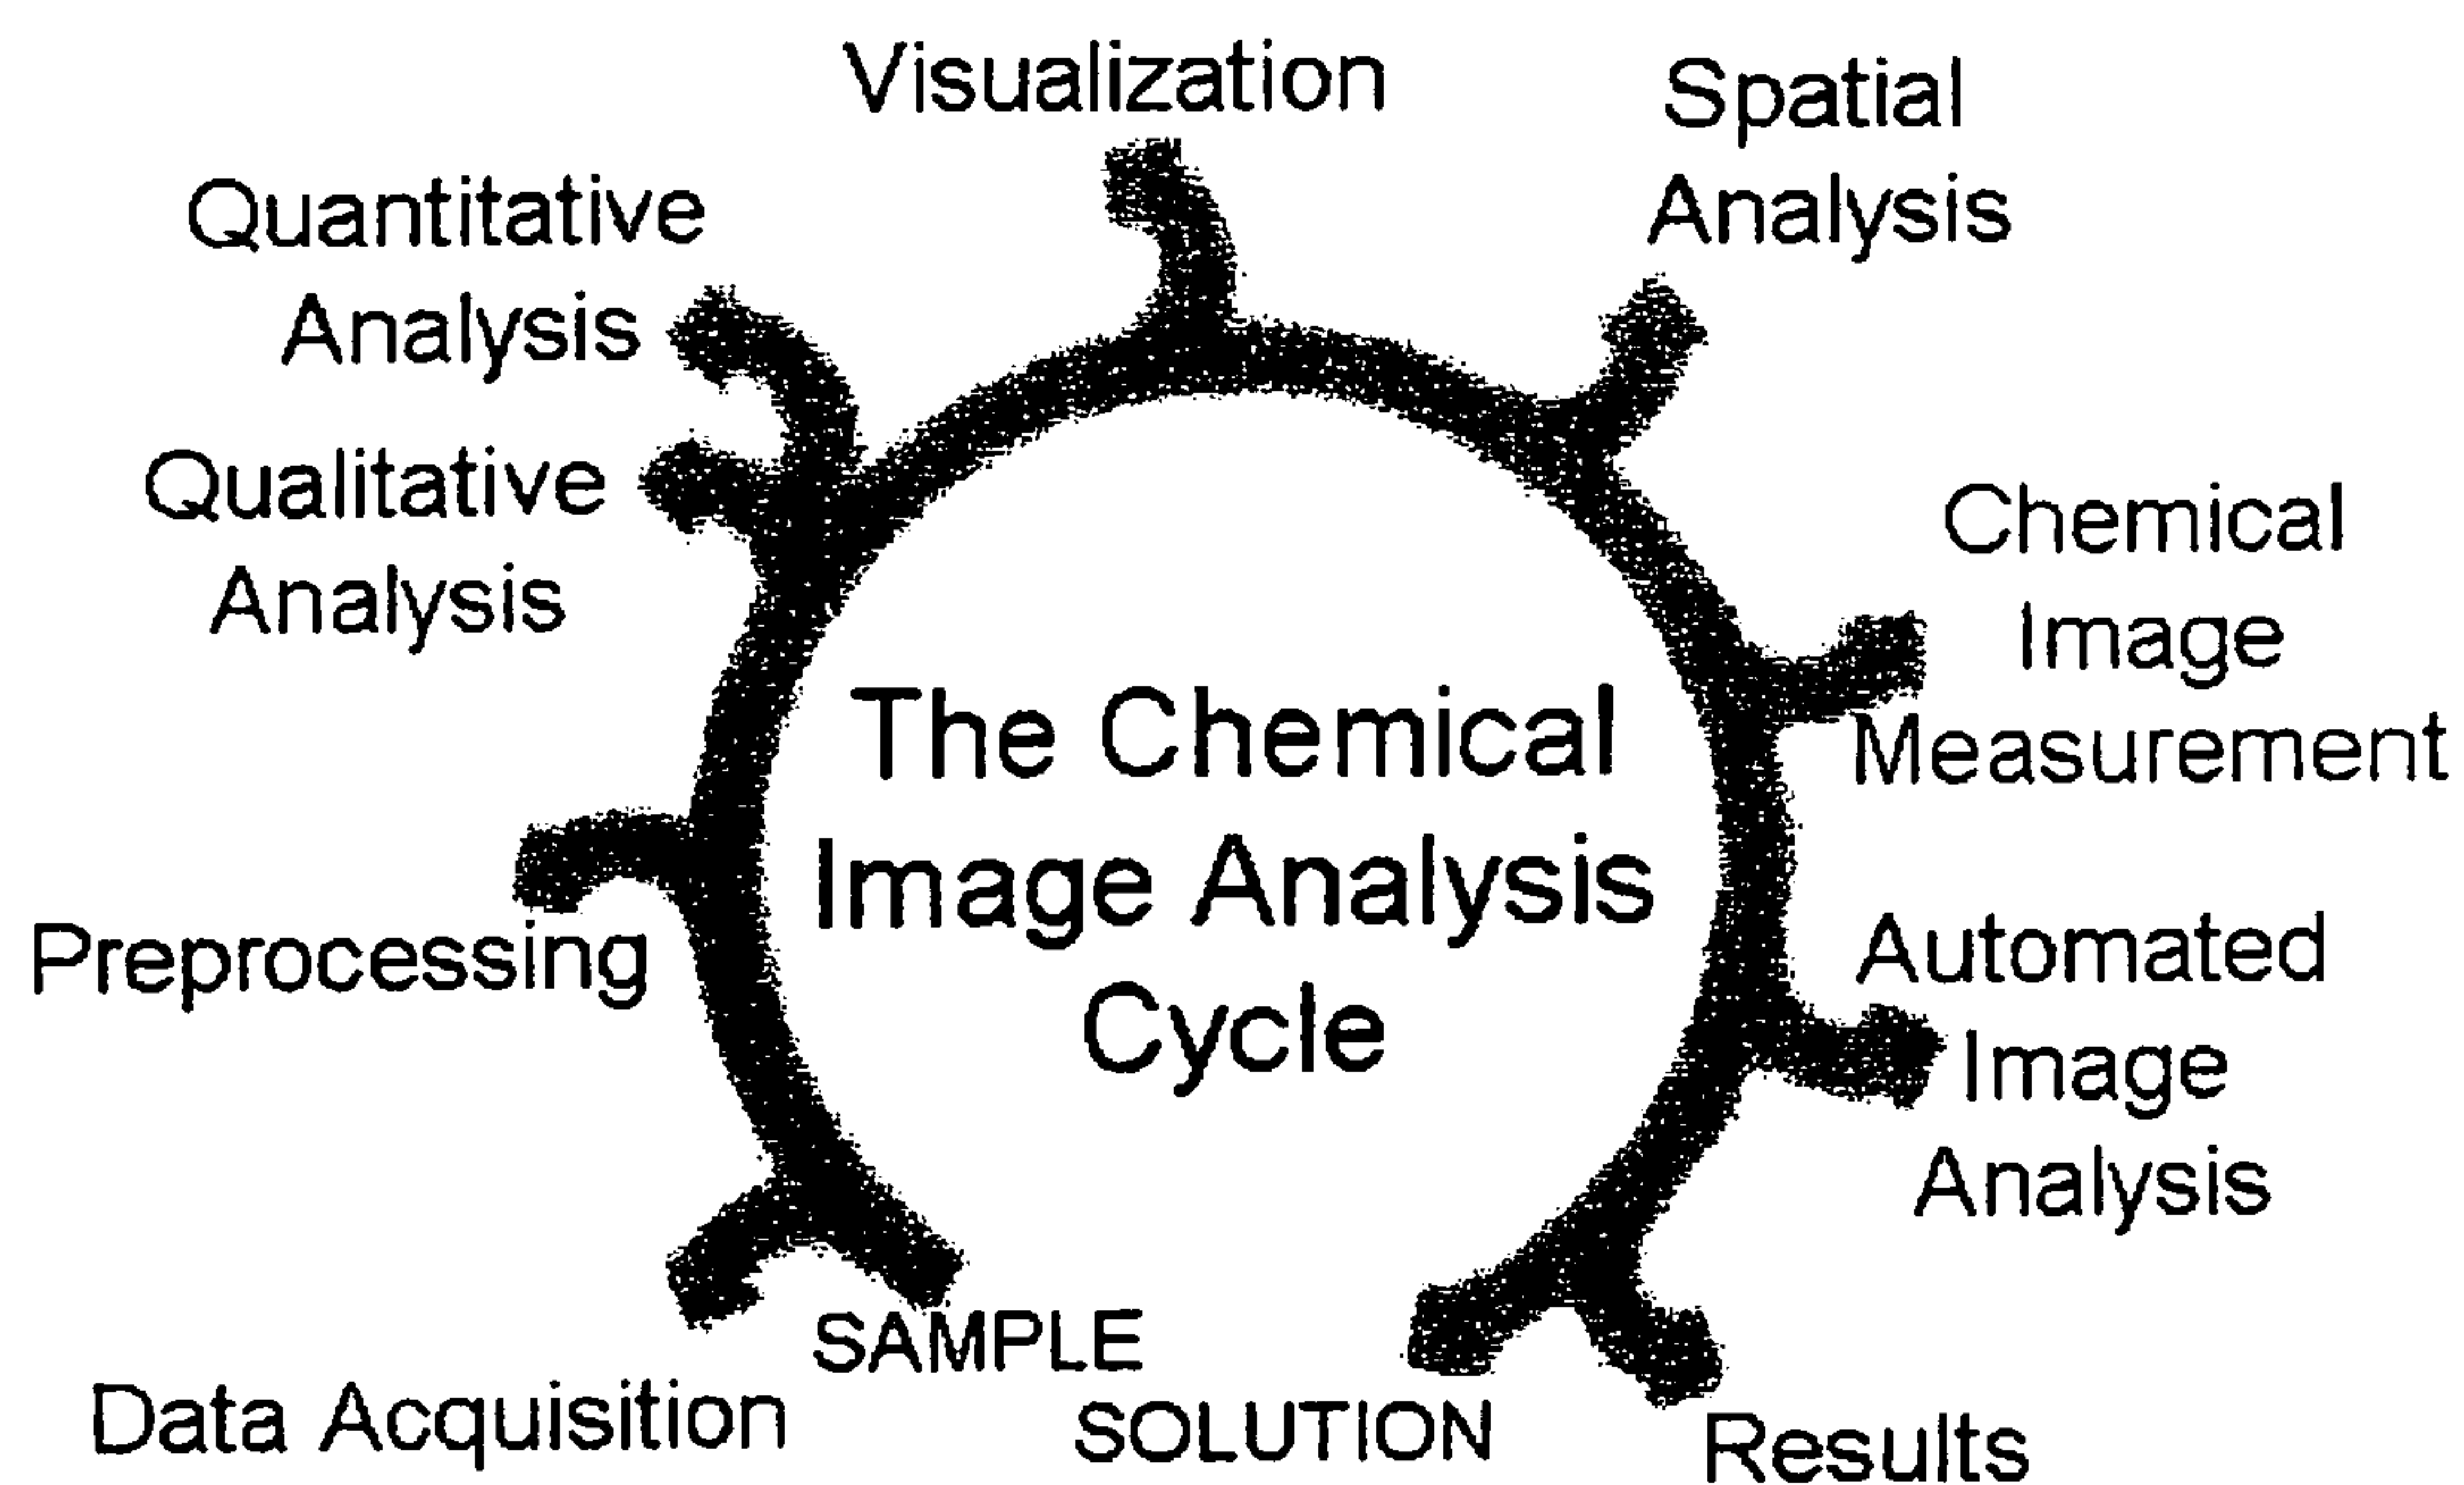 Visualization
Spatial
Analysis
Quantitative
Analysis
Qualitative
Analysis
Chemical
Image
Measurement
The Chemical
Image Analysis
Cycle
Preprocessing
Automated
Image
Analysis
SAMPLE
Data Acquisition
SOLUTION
Results